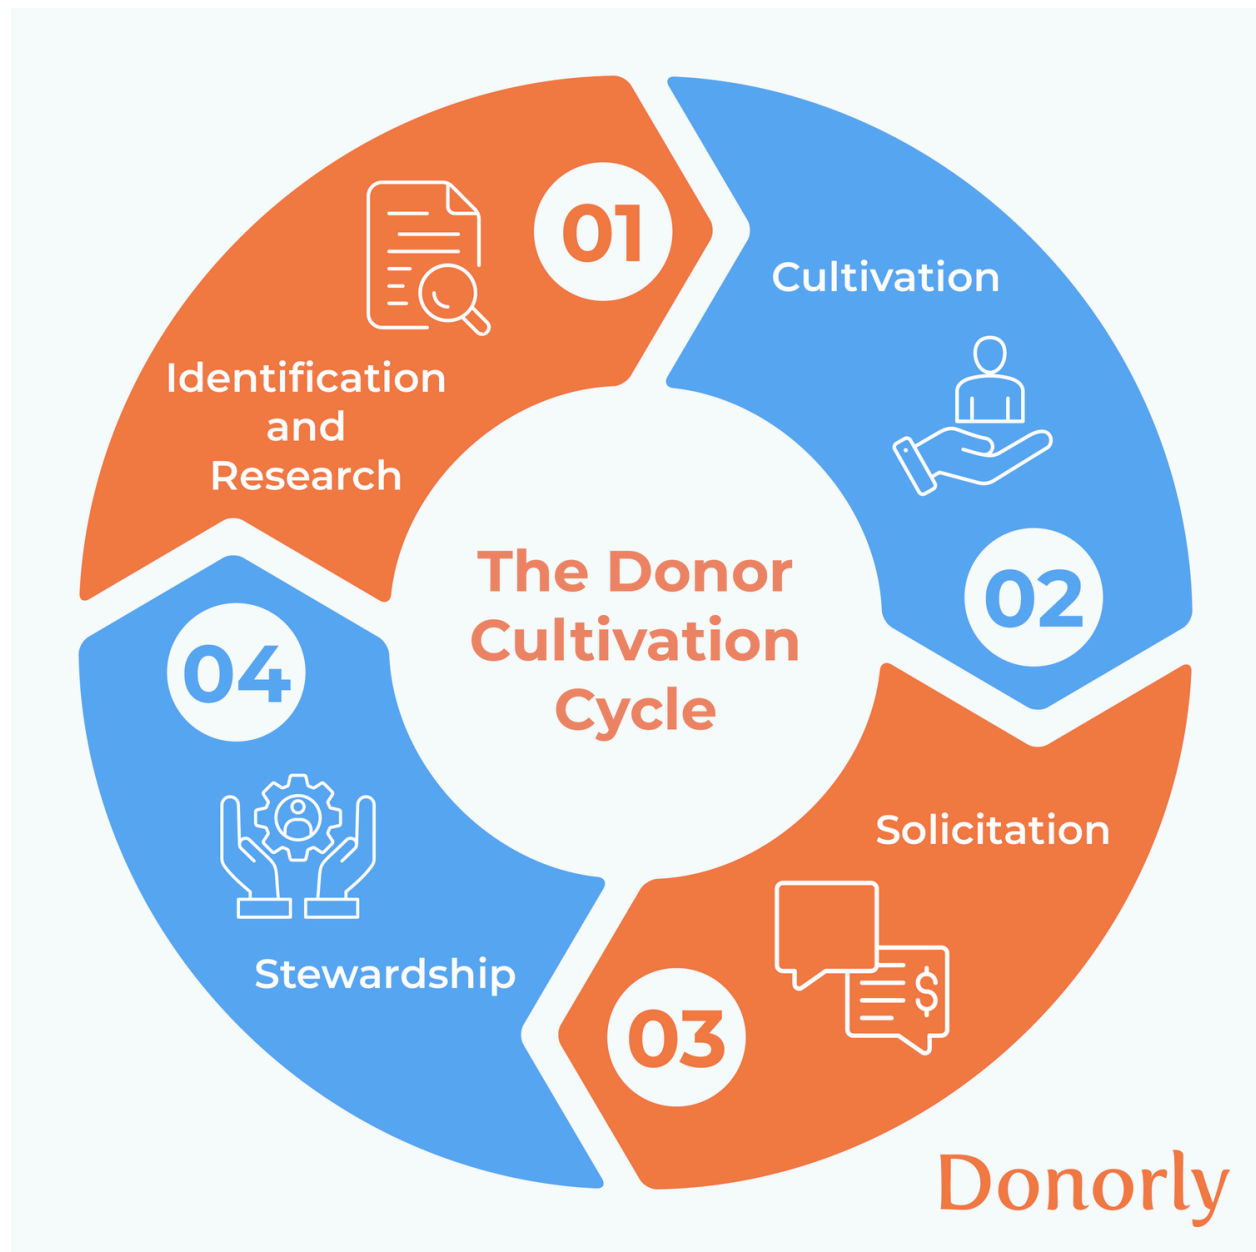 The Donor
Cultivation
Cycle
01
Identification
and
Research
Cultivation
02
Solicitation
$
03
04
Stewardship
Donorly